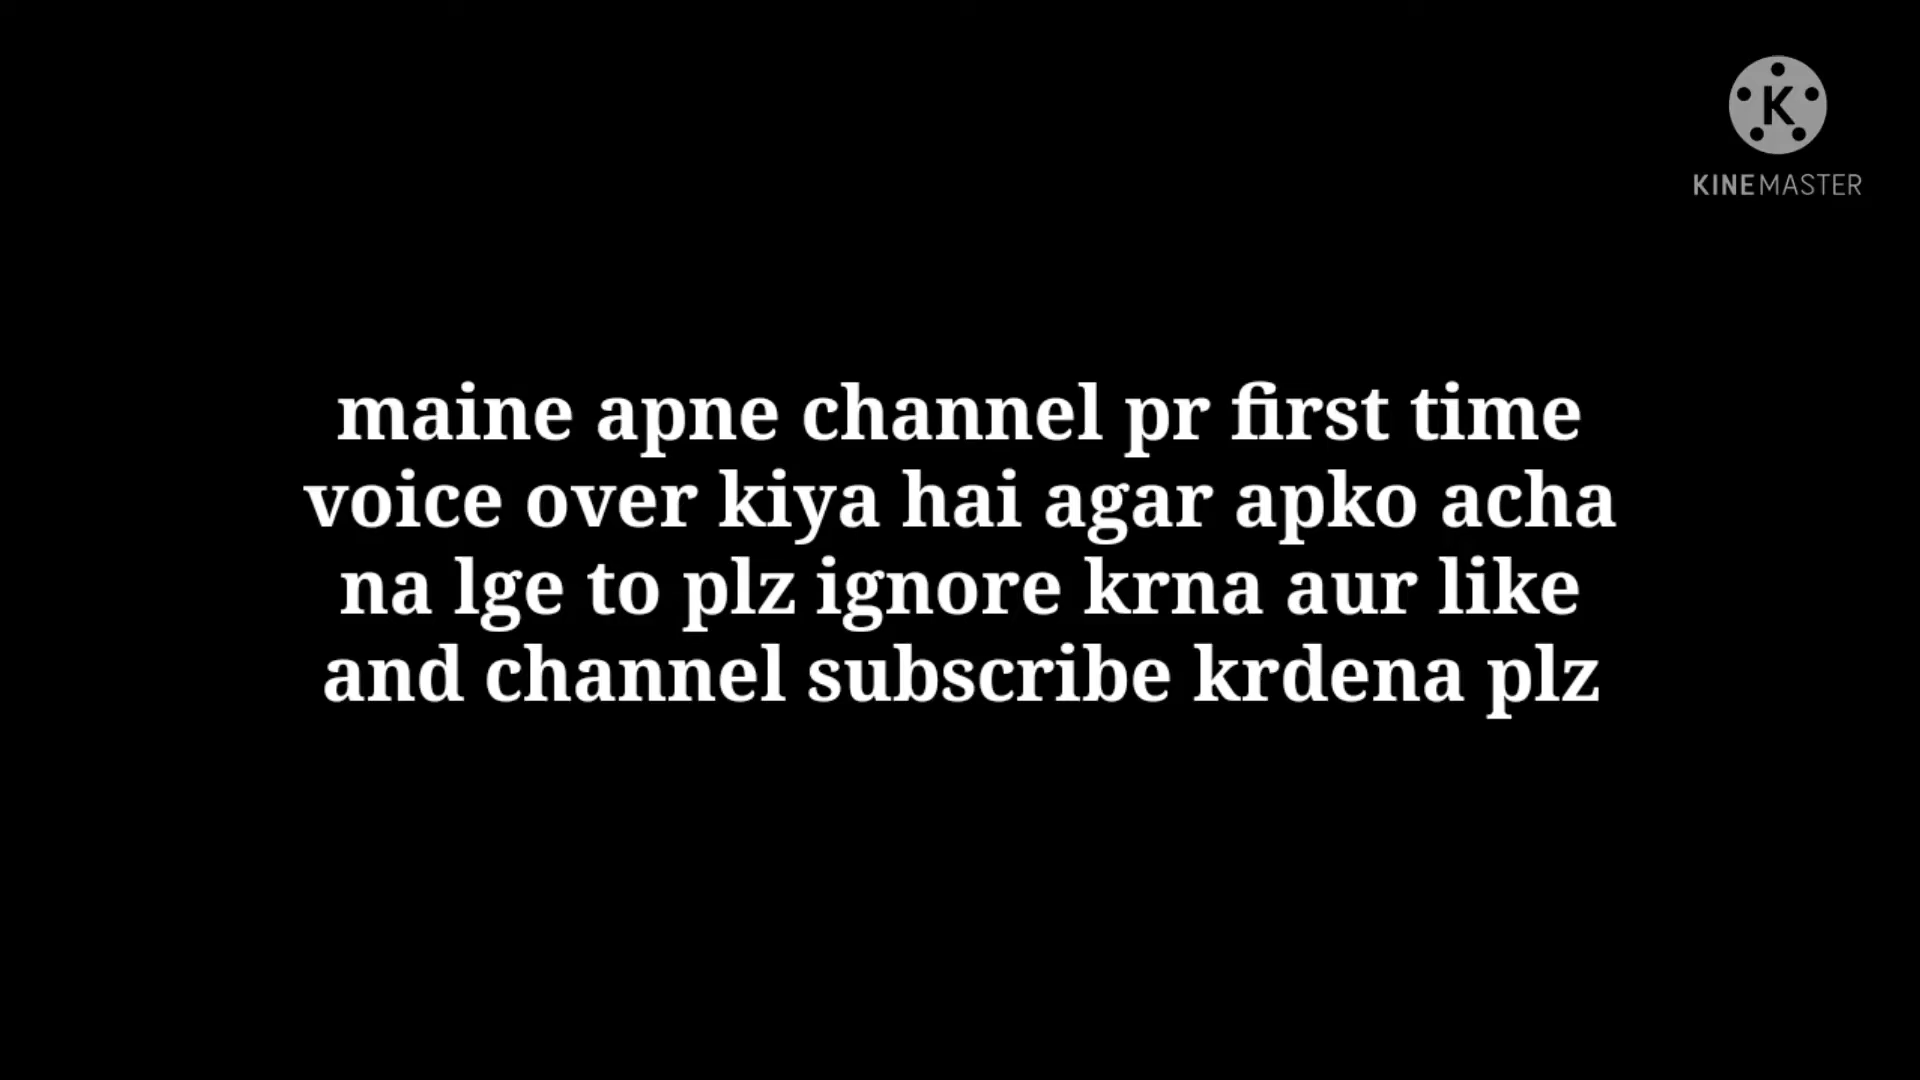 K
KINEMASTER
maine apne channel pr first time
voice over kiya hai agar apko acha
na lge to plz ignore krna aur like
and channel subscribe krdena plz